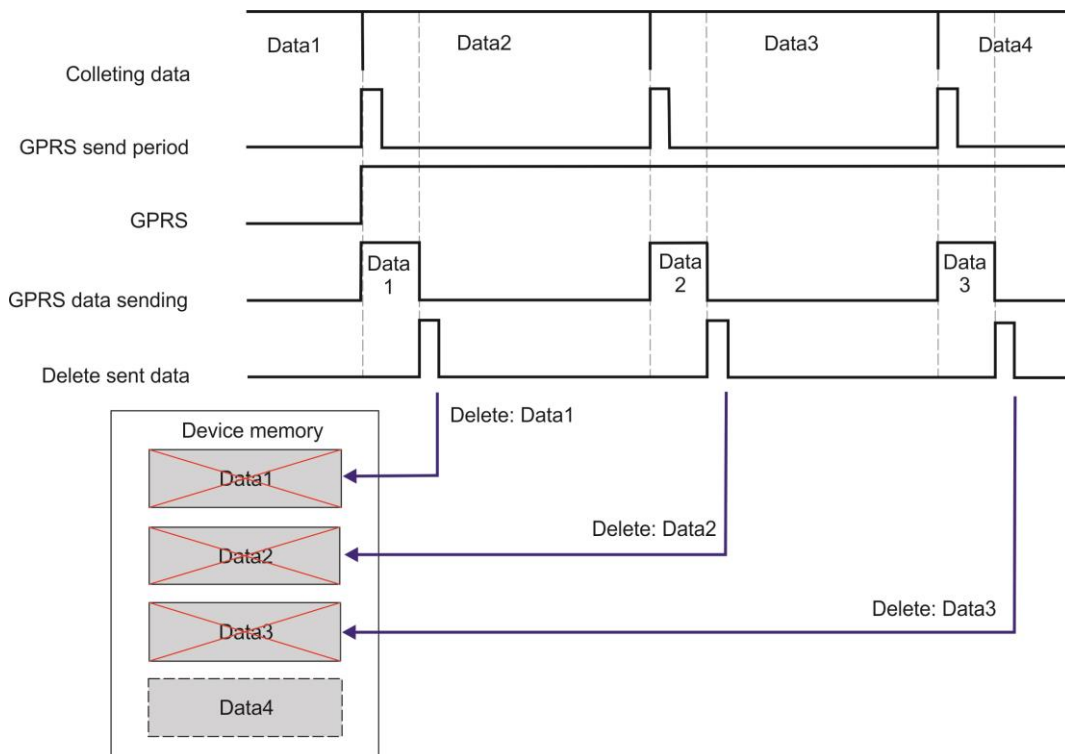 Data1 Data2 Data3 Data4
Colleting data
GPRS send period
GPRS
Data 1
Data 2
Data 3
GPRS data sending
Delete sent data
Delete: Data1
Device memory
Data1
Delete: Data2
Data2
Delete: Data3
Data3
Data4